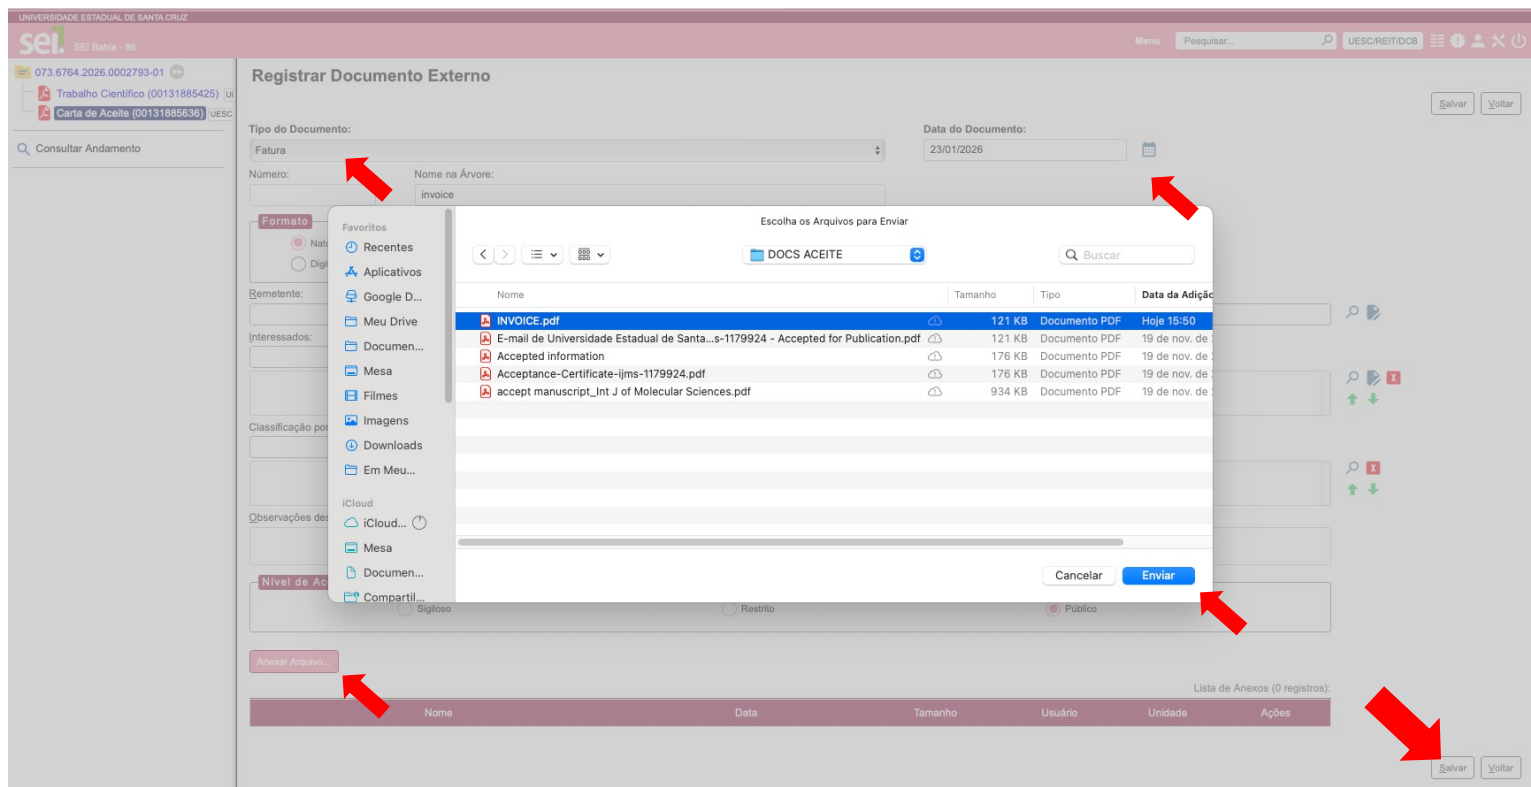 UNIVERSIDADE ESTADUAL DE SANTA CRUZ
sei. SEI Bahia - 86
Menu Pesquisar... UESC/REIT/DCB
073.6764.2026.0002793-01
Trabalho Científico (00131885425)
Carta de Aceite (00131885636) UESC
Consultar Andamento
Registrar Documento Externo
Salvar Voltar
Tipo do Documento: Data do Documento:
Fatura 23/01/2026
Número: Nome na Árvore:
invoice
Formato
Nato
Digi
Remetente:
Interessados:
Classificação por
Observações des
Nível de Ac
Sigiloso Restrito Público
Favoritos
Recentes
Aplicativos
Google D...
Meu Drive
Documen...
Mesa
Filmes
Imagens
Downloads
Em Meu...
iCloud
iCloud...
Mesa
Documen...
Compartil...
Escolha os Arquivos para Enviar
DOCS ACEITE Buscar
Nome Tamanho Tipo Data da Adição
INVOICE.pdf 121 KB Documento PDF Hoje 15:50
E-mail de Universidade Estadual de Santa...s-1179924 - Accepted for Publication.pdf 121 KB Documento PDF 19 de nov. de
Accepted information 176 KB Documento PDF 19 de nov. de
Acceptance-Certificate-ijms-1179924.pdf 176 KB Documento PDF 19 de nov. de
accept manuscript_Int J of Molecular Sciences.pdf 934 KB Documento PDF 19 de nov. de
Cancelar Enviar
Anexar Arquivo...
Lista de Anexos (0 registros):
Nome Data Tamanho Usuário Unidade Ações
Salvar Voltar